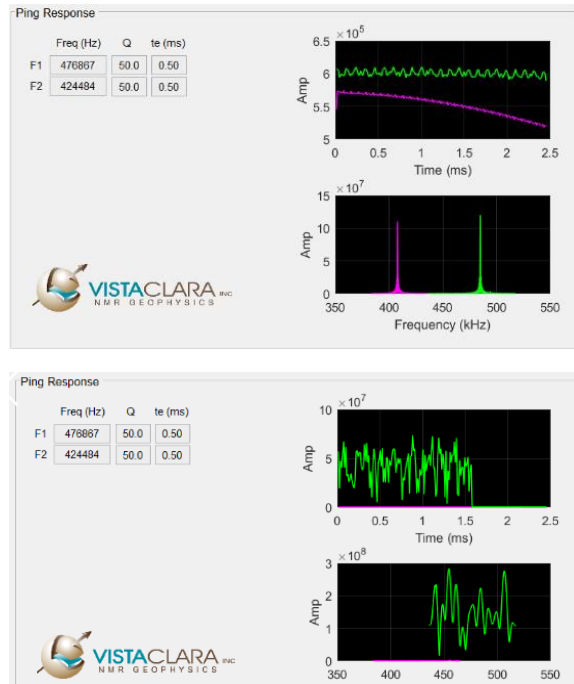 Ping Response
Freq (Hz) Q te (ms)
F1 476867 50.0 0.50
F2 424484 50.0 0.50
×10⁵
6.5
6
5.5
5
Amp
0 0.5 1 1.5 2 2.5
Time (ms)
×10⁷
15
10
5
0
Amp
350 400 450 500 550
Frequency (kHz)
VISTACLARA INC
NMR GEOPHYSICS
Ping Response
Freq (Hz) Q te (ms)
F1 476867 50.0 0.50
F2 424484 50.0 0.50
×10⁷
10
5
0
Amp
0 0.5 1 1.5 2 2.5
Time (ms)
×10⁸
3
2
1
Amp
350 400 450 500 550
VISTACLARA INC
NMR GEOPHYSICS